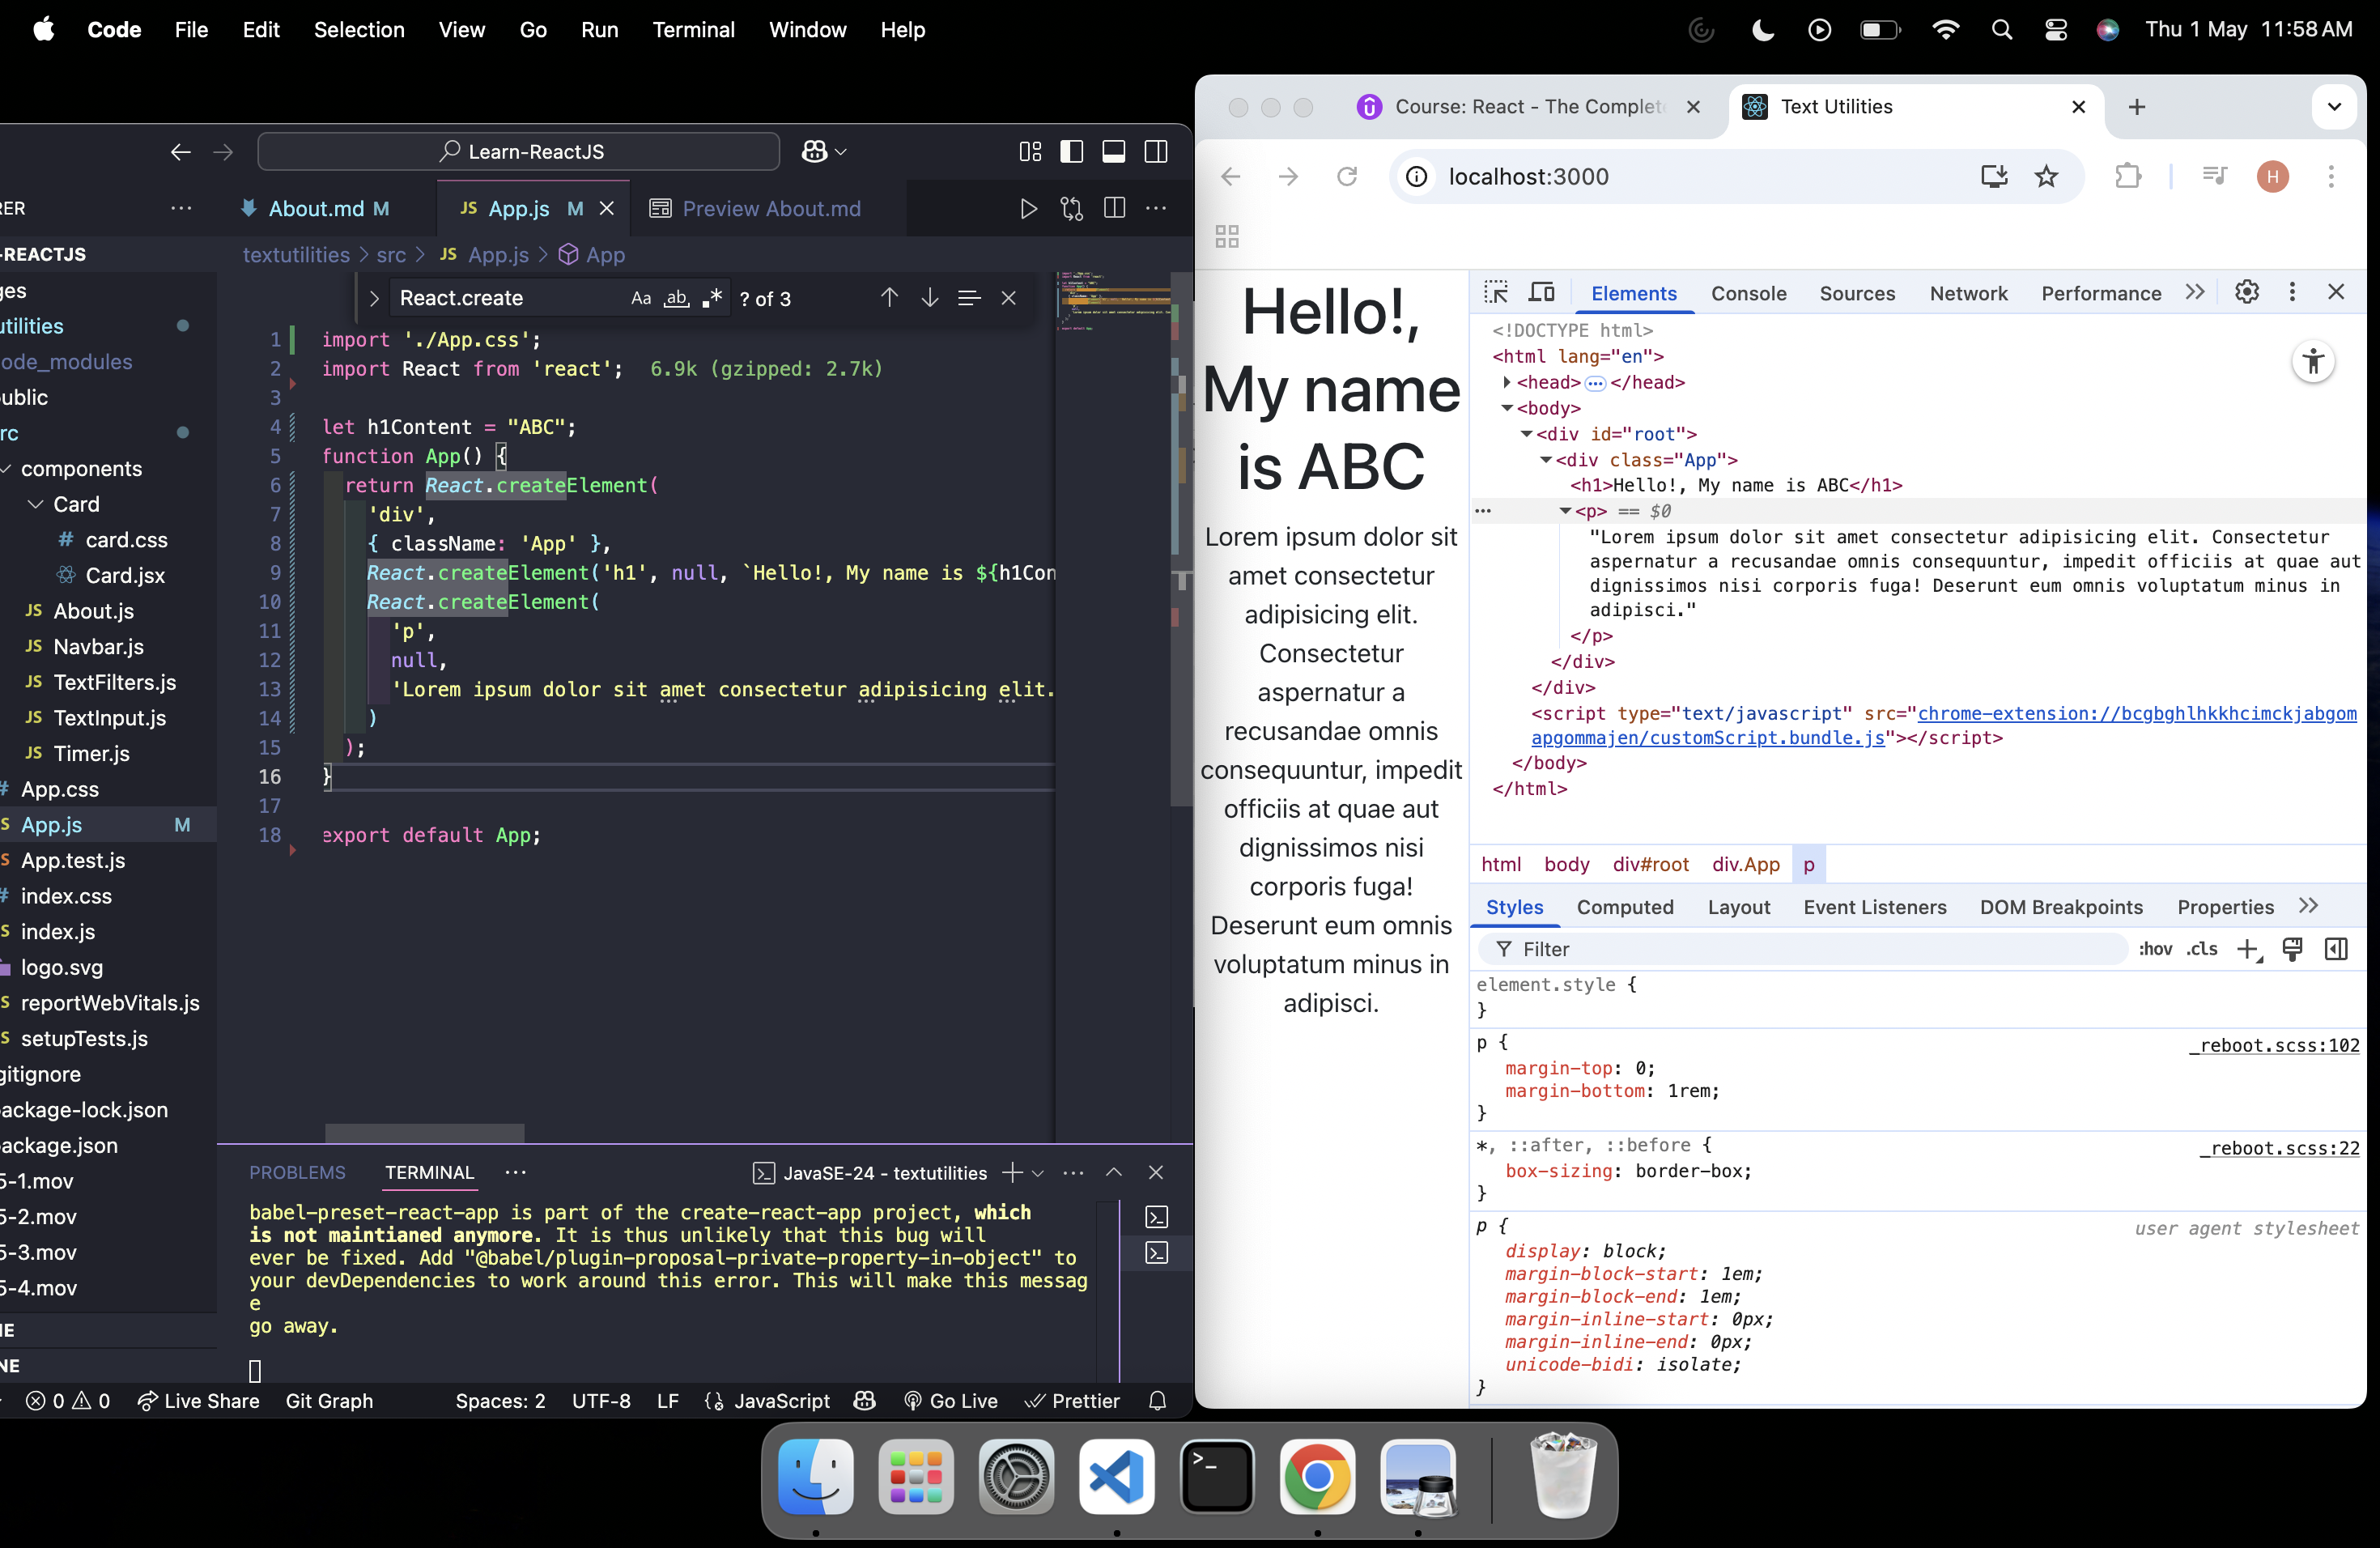 Code File Edit Selection View Go Run Terminal Window Help
Thu 1 May 11:58 AM
Learn-ReactJS
RER
About.md M
JS App.js M
Preview About.md
-REACTJS
ges
utilities
ode_modules
ublic
rc
components
Card
# card.css
Card.jsx
JS About.js
JS Navbar.js
JS TextFilters.js
JS TextInput.js
JS Timer.js
# App.css
S App.js M
S App.test.js
# index.css
S index.js
logo.svg
S reportWebVitals.js
S setupTests.js
gitignore
ackage-lock.json
ackage.json
5-1.mov
5-2.mov
5-3.mov
5-4.mov
NE
NE
textutilities > src > JS App.js > App
React.create Aa ab .* ? of 3
1 import './App.css';
2 import React from 'react'; 6.9k (gzipped: 2.7k)
3
4 let h1Content = "ABC";
5 function App() {
6 return React.createElement(
7 'div',
8 { className: 'App' },
9 React.createElement('h1', null, `Hello!, My name is ${h1Con
10 React.createElement(
11 'p',
12 null,
13 'Lorem ipsum dolor sit amet consectetur adipisicing elit.
14 )
15 );
16 }
17
18 export default App;
PROBLEMS TERMINAL ···
JavaSE-24 - textutilities
babel-preset-react-app is part of the create-react-app project, which
is not maintianed anymore. It is thus unlikely that this bug will
ever be fixed. Add "@babel/plugin-proposal-private-property-in-object" to
your devDependencies to work around this error. This will make this messag
e
go away.
0 0 Live Share Git Graph Spaces: 2 UTF-8 LF JavaScript Go Live Prettier
Course: React - The Complet
Text Utilities
localhost:3000
H
Hello!,
My name
is ABC
Lorem ipsum dolor sit
amet consectetur
adipisicing elit.
Consectetur
aspernatur a
recusandae omnis
consequuntur, impedit
officiis at quae aut
dignissimos nisi
corporis fuga!
Deserunt eum omnis
voluptatum minus in
adipisci.
Elements Console Sources Network Performance
<!DOCTYPE html>
<html lang="en">
<head> ··· </head>
<body>
<div id="root">
<div class="App">
<h1>Hello!, My name is ABC</h1>
··· <p> == $0
"Lorem ipsum dolor sit amet consectetur adipisicing elit. Consectetur
aspernatur a recusandae omnis consequuntur, impedit officiis at quae aut
dignissimos nisi corporis fuga! Deserunt eum omnis voluptatum minus in
adipisci."
</p>
</div>
</div>
<script type="text/javascript" src="chrome-extension://bcgbghlhkkhcimckjabgom
apgommajen/customScript.bundle.js"></script>
</body>
</html>
html body div#root div.App p
Styles Computed Layout Event Listeners DOM Breakpoints Properties
Filter :hov .cls
element.style {
}
p { _reboot.scss:102
margin-top: 0;
margin-bottom: 1rem;
}
*, ::after, ::before { _reboot.scss:22
box-sizing: border-box;
}
p { user agent stylesheet
display: block;
margin-block-start: 1em;
margin-block-end: 1em;
margin-inline-start: 0px;
margin-inline-end: 0px;
unicode-bidi: isolate;
}